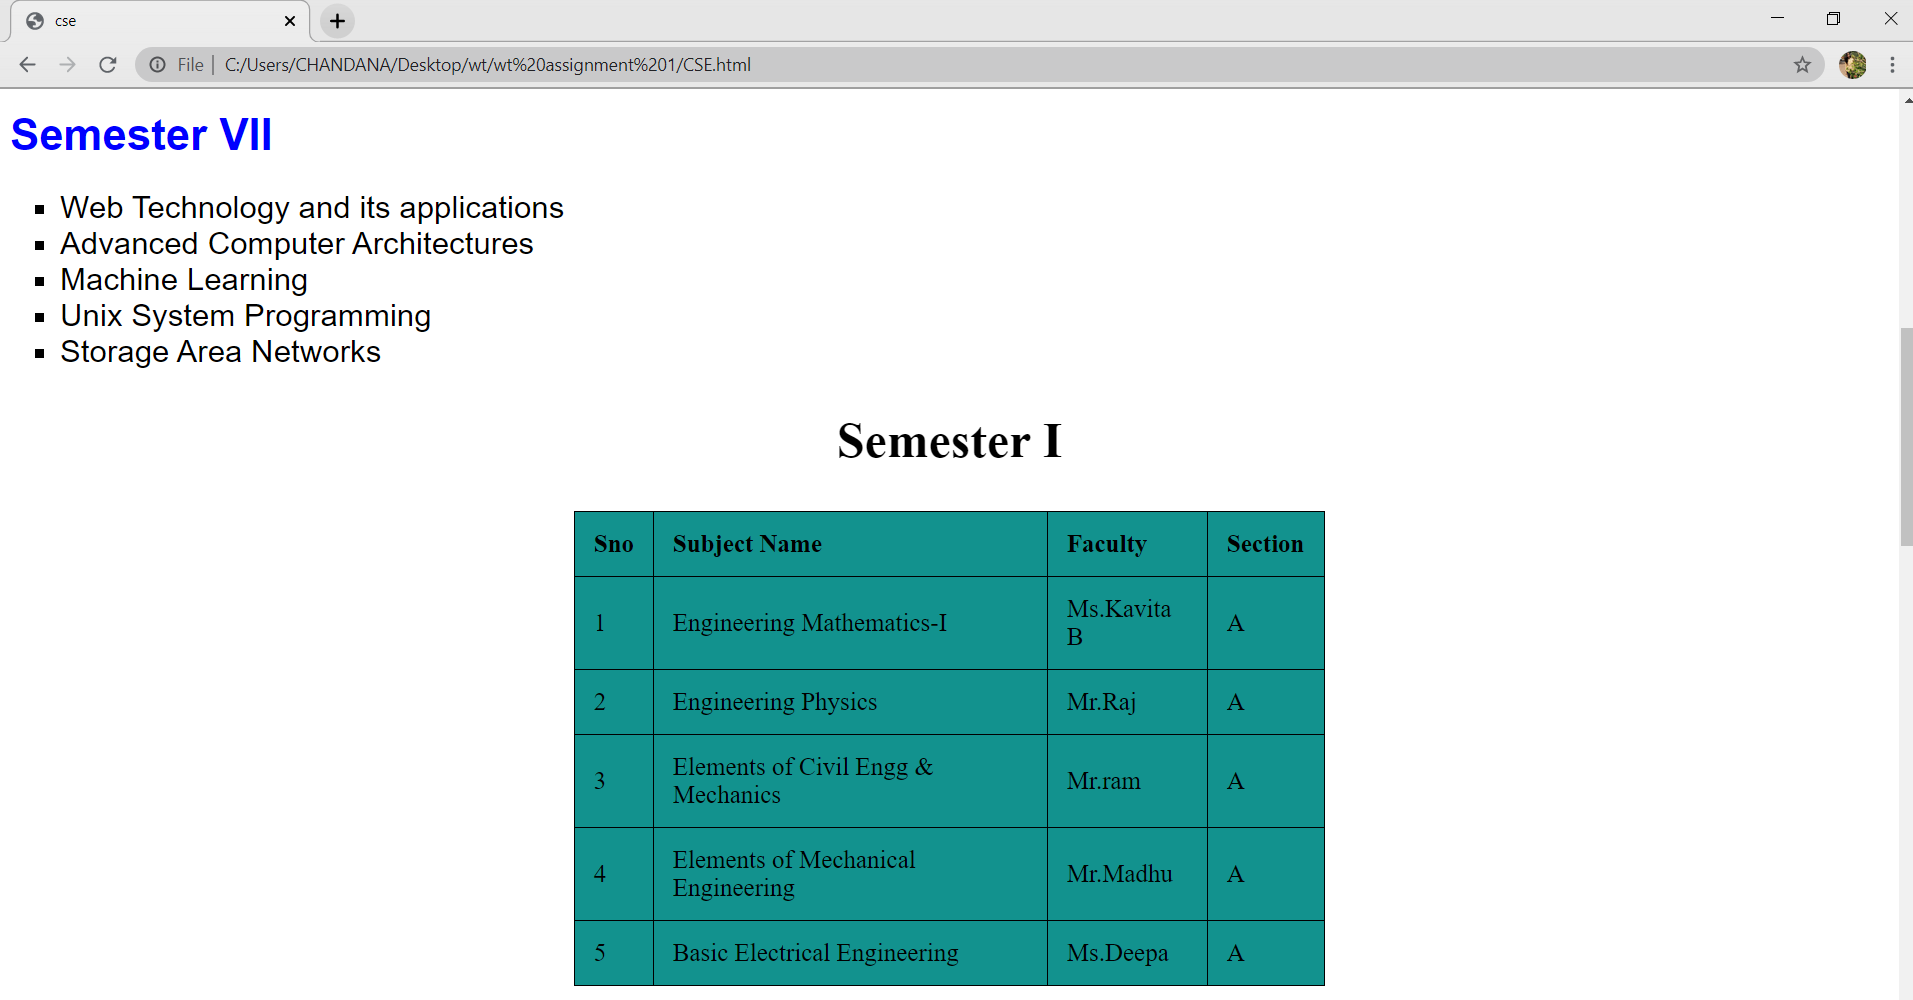 cse
File | C:/Users/CHANDANA/Desktop/wt/wt%20assignment%201/CSE.html
Semester VII
Web Technology and its applications
Advanced Computer Architectures
Machine Learning
Unix System Programming
Storage Area Networks
Semester I
Sno Subject Name Faculty Section
1 Engineering Mathematics-I Ms.Kavita
B A
2 Engineering Physics Mr.Raj A
3 Elements of Civil Engg &
Mechanics Mr.ram A
4 Elements of Mechanical
Engineering Mr.Madhu A
5 Basic Electrical Engineering Ms.Deepa A